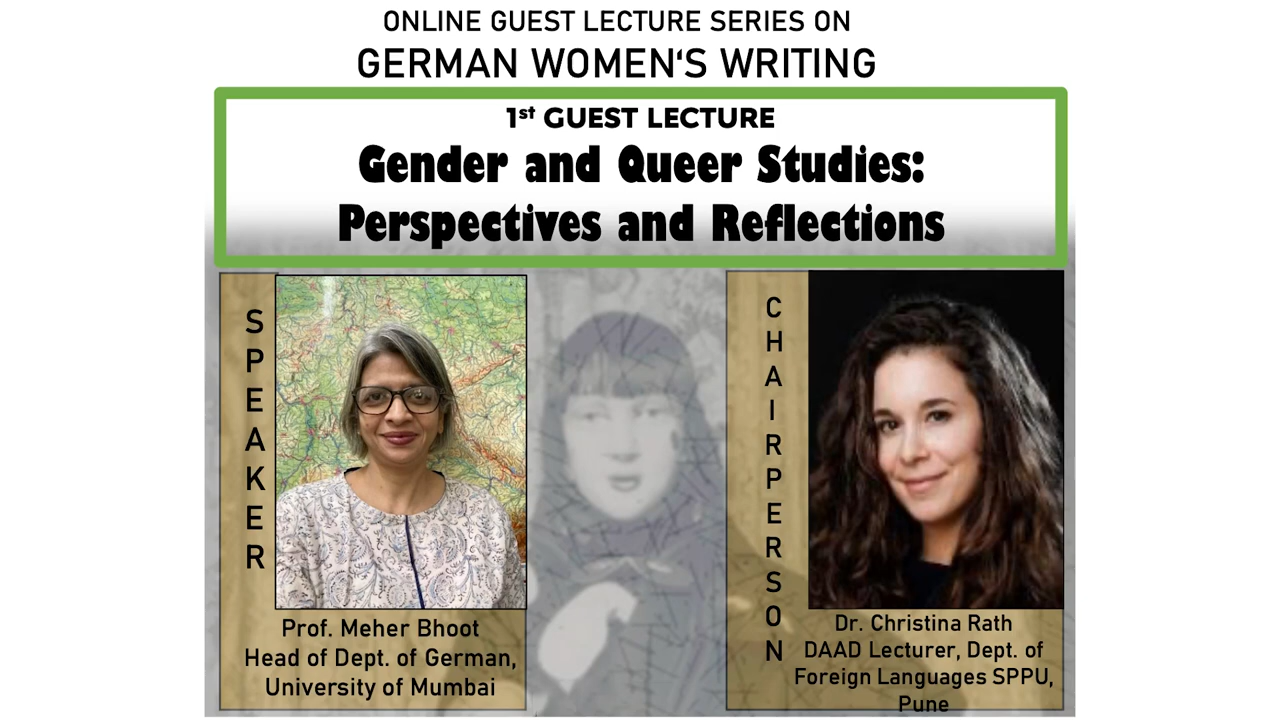 ONLINE GUEST LECTURE SERIES ON
GERMAN WOMEN‘S WRITING
1st GUEST LECTURE
Gender and Queer Studies:
Perspectives and Reflections
SPEAKER
Prof. Meher Bhoot
Head of Dept. of German,
University of Mumbai
CHAIRPERSON
Dr. Christina Rath
DAAD Lecturer, Dept. of
Foreign Languages SPPU,
Pune